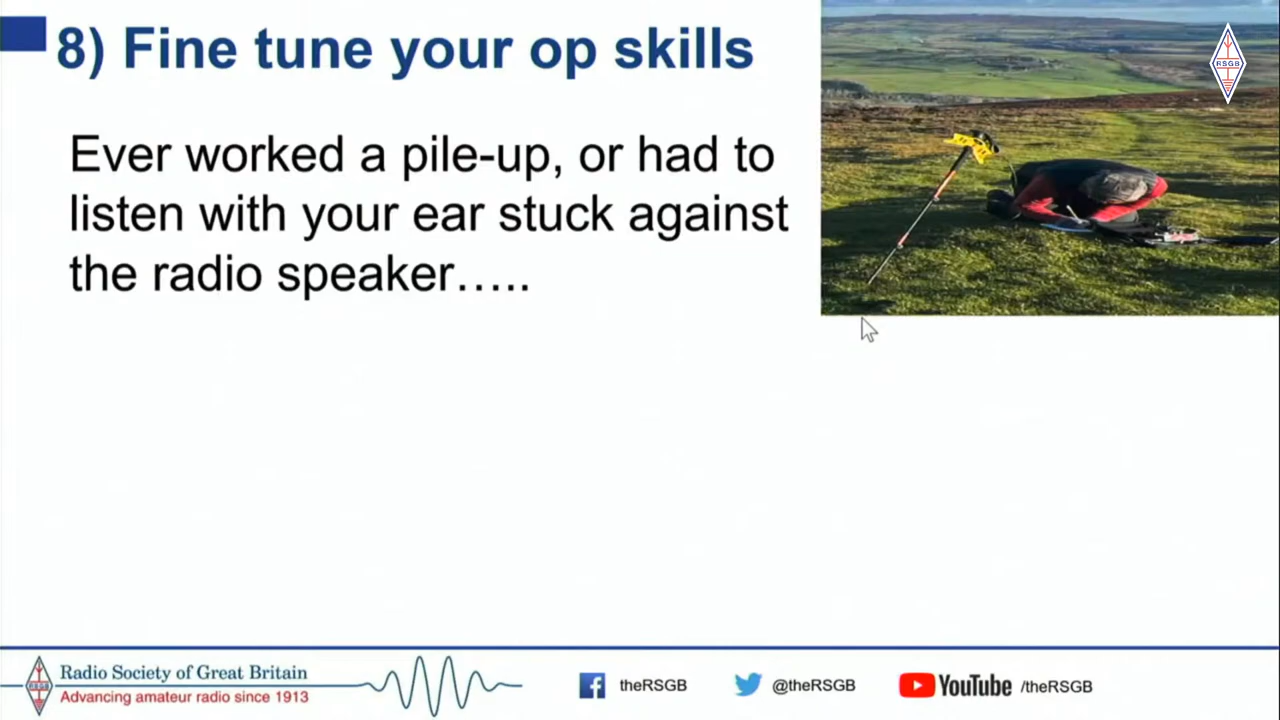 8) Fine tune your op skills
RSGB
Ever worked a pile-up, or had to
listen with your ear stuck against
the radio speaker…..
Radio Society of Great Britain
RSGB
Advancing amateur radio since 1913
theRSGB
@theRSGB
YouTube /theRSGB